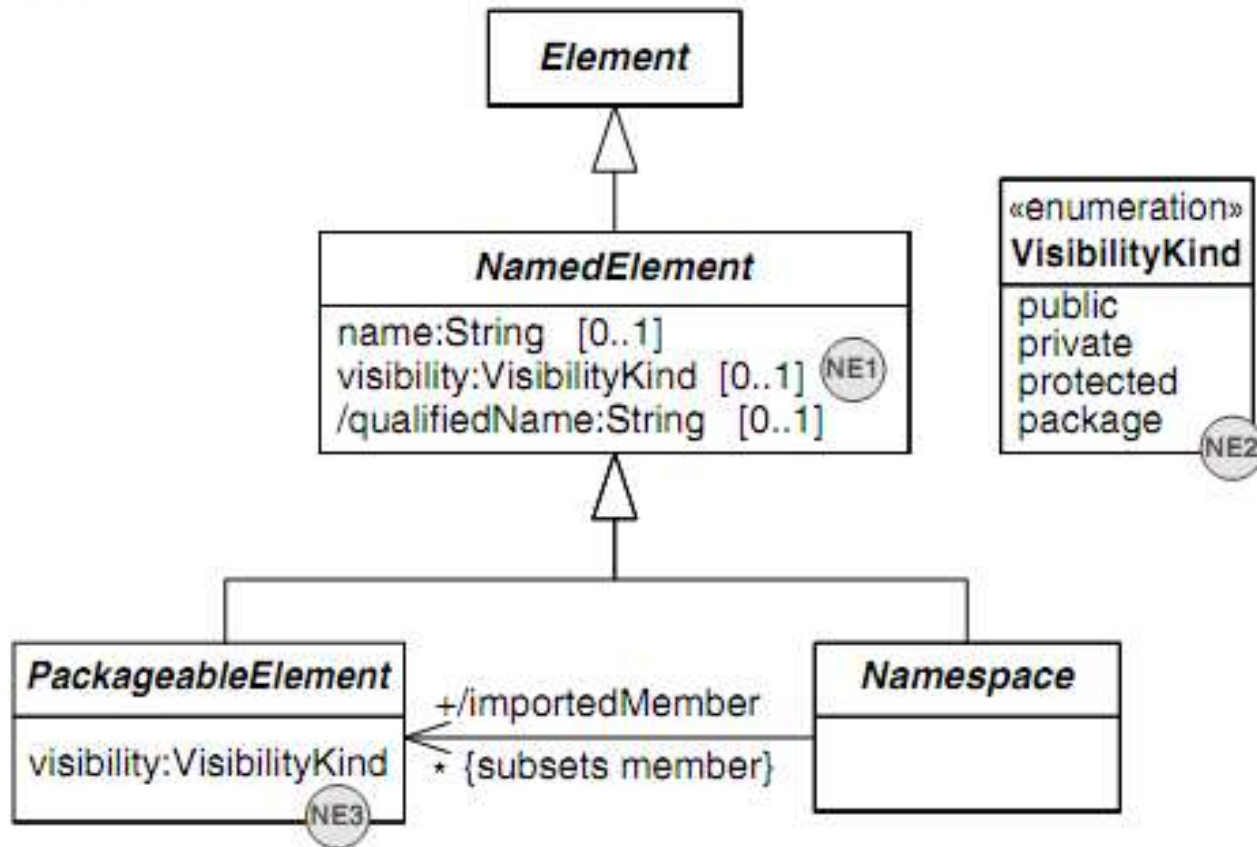 Element
NamedElement
name:String [0..1]
visibility:VisibilityKind [0..1]
NE1
/qualifiedName:String [0..1]
«enumeration»
VisibilityKind
public
private
protected
package
NE2
PackageableElement
visibility:VisibilityKind
NE3
+/importedMember
* {subsets member}
Namespace